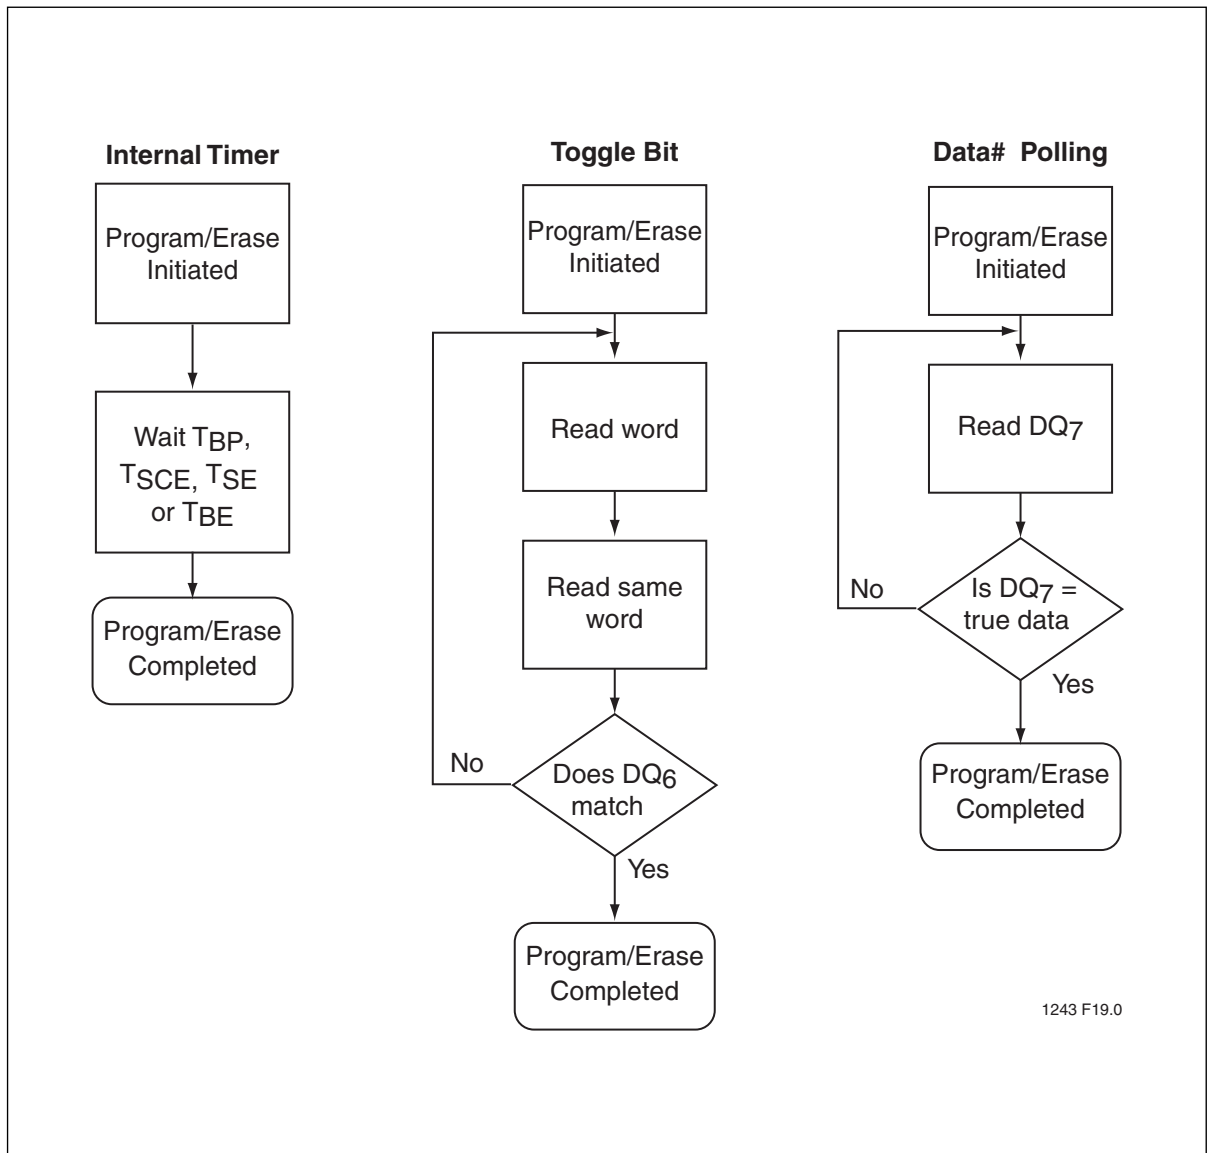 Internal Timer
Program/Erase
Initiated
Wait TBP,
TSCE, TSE
or TBE
Program/Erase
Completed
Toggle Bit
Program/Erase
Initiated
Read word
Read same
word
Does DQ6
match
No
Yes
Program/Erase
Completed
Data# Polling
Program/Erase
Initiated
Read DQ7
Is DQ7 =
true data
No
Yes
Program/Erase
Completed
1243 F19.0